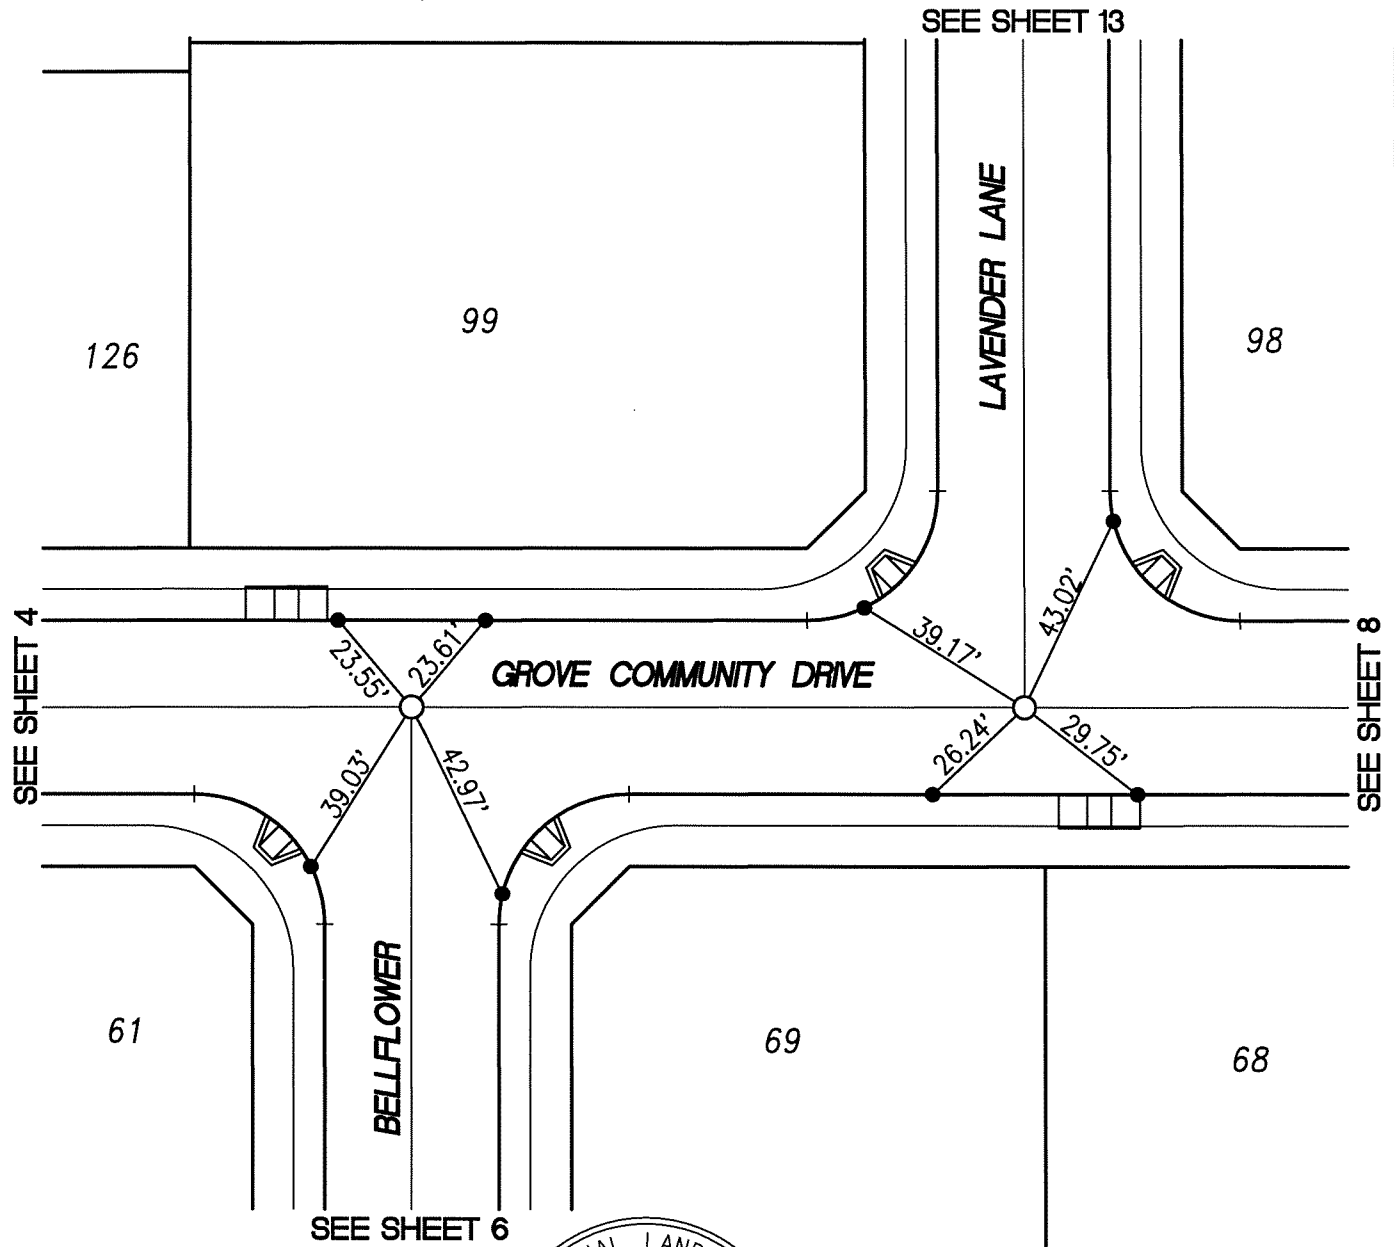 SEE SHEET 13
LAVENDER LANE
99
126
98
43.02'
39.17'
23.55'
23.61'
GROVE COMMUNITY DRIVE
SEE SHEET 4
SEE SHEET 8
26.24'
29.75'
39.03'
42.97'
BELLFLOWER
61
69
68
SEE SHEET 6
LAND